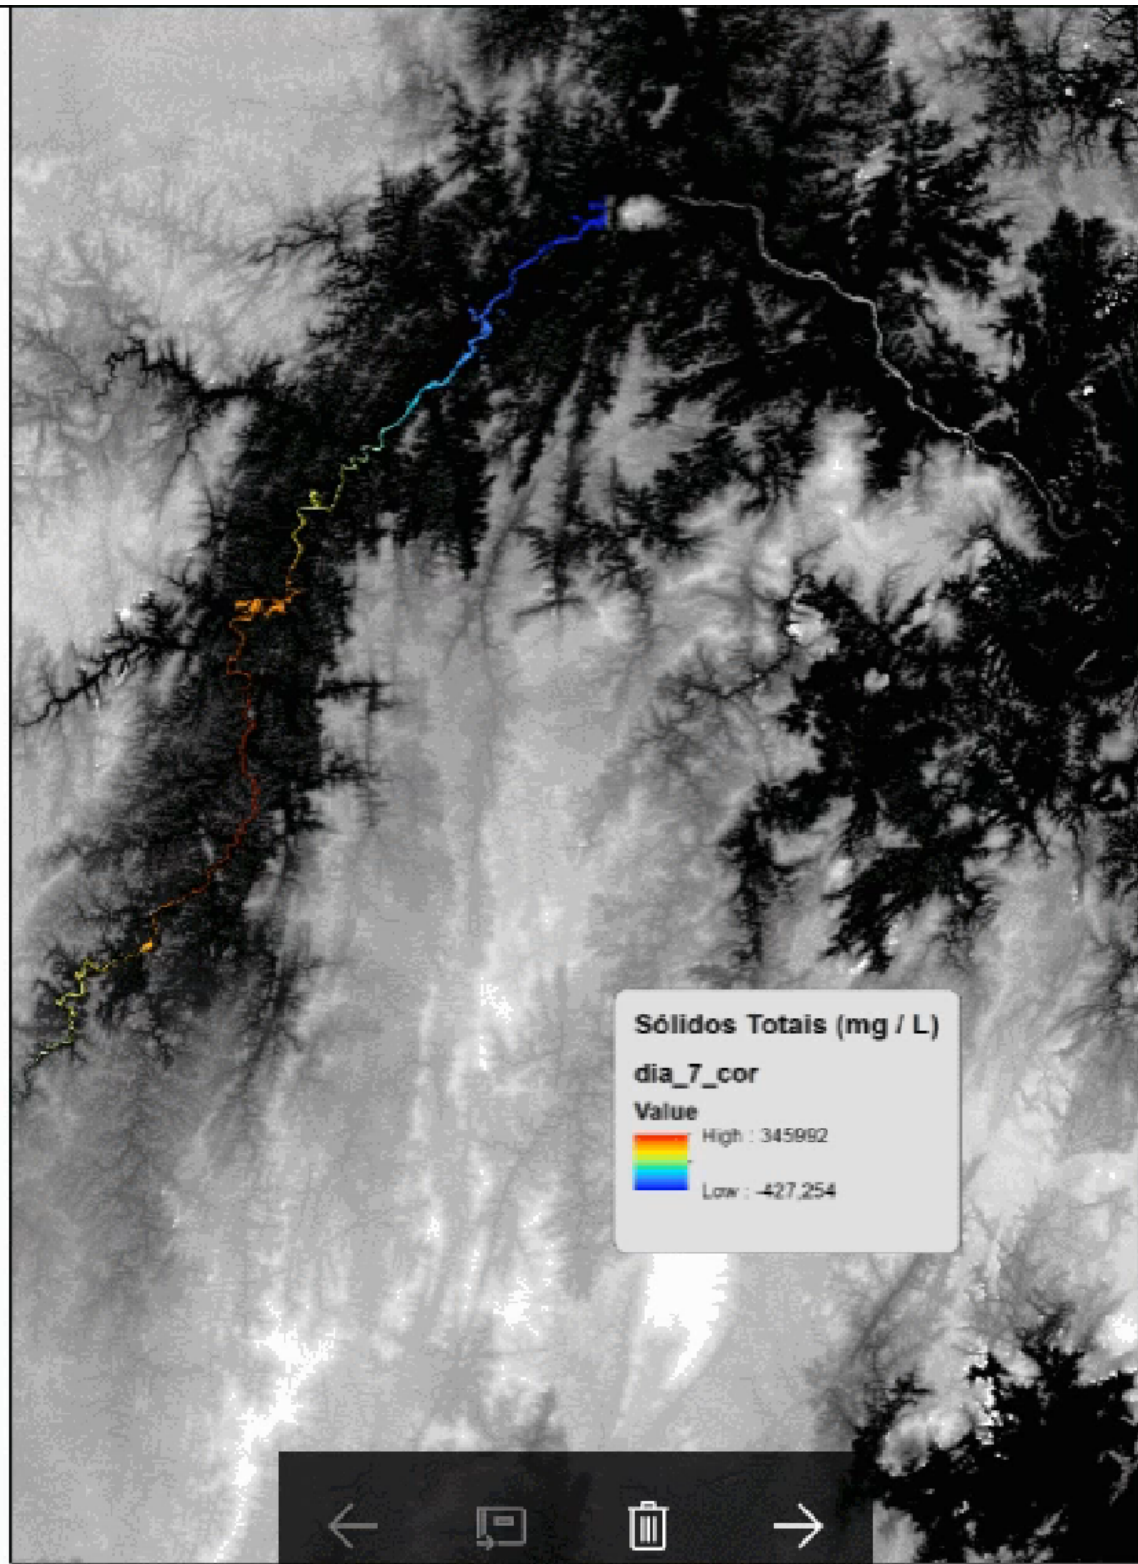 Sólidos Totais (mg / L)
dia_7_cor
Value
High : 345992
Low : -427,254